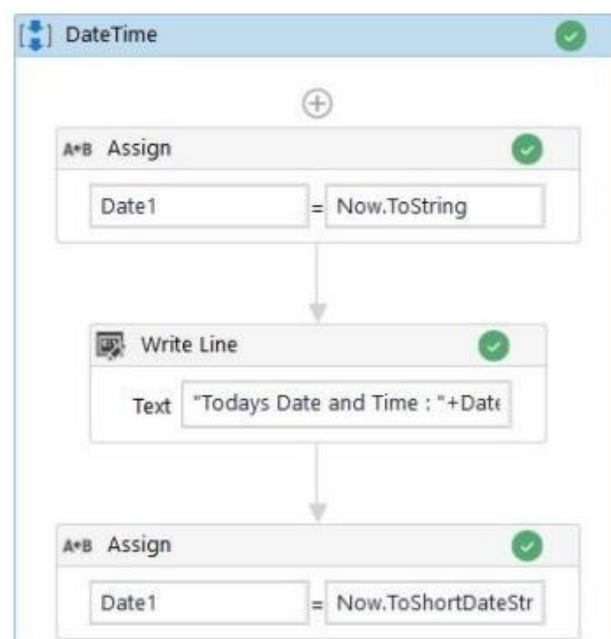 DateTime
A+B Assign
Date1 = Now.ToString
Write Line
Text "Todays Date and Time : "+Date
A+B Assign
Date1 = Now.ToShortDateStr